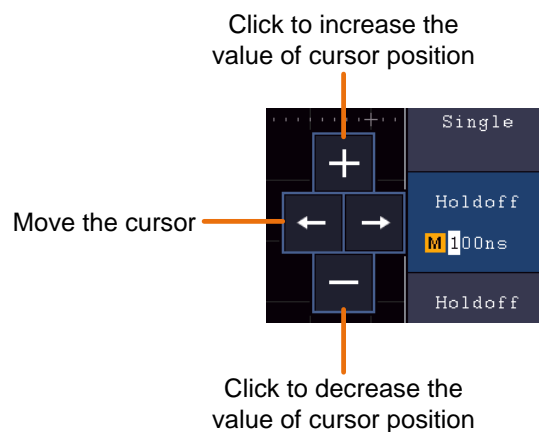 Click to increase the
value of cursor position
Single
+
Holdoff
Move the cursor
← →
M 100ns
−
Holdoff
Click to decrease the
value of cursor position